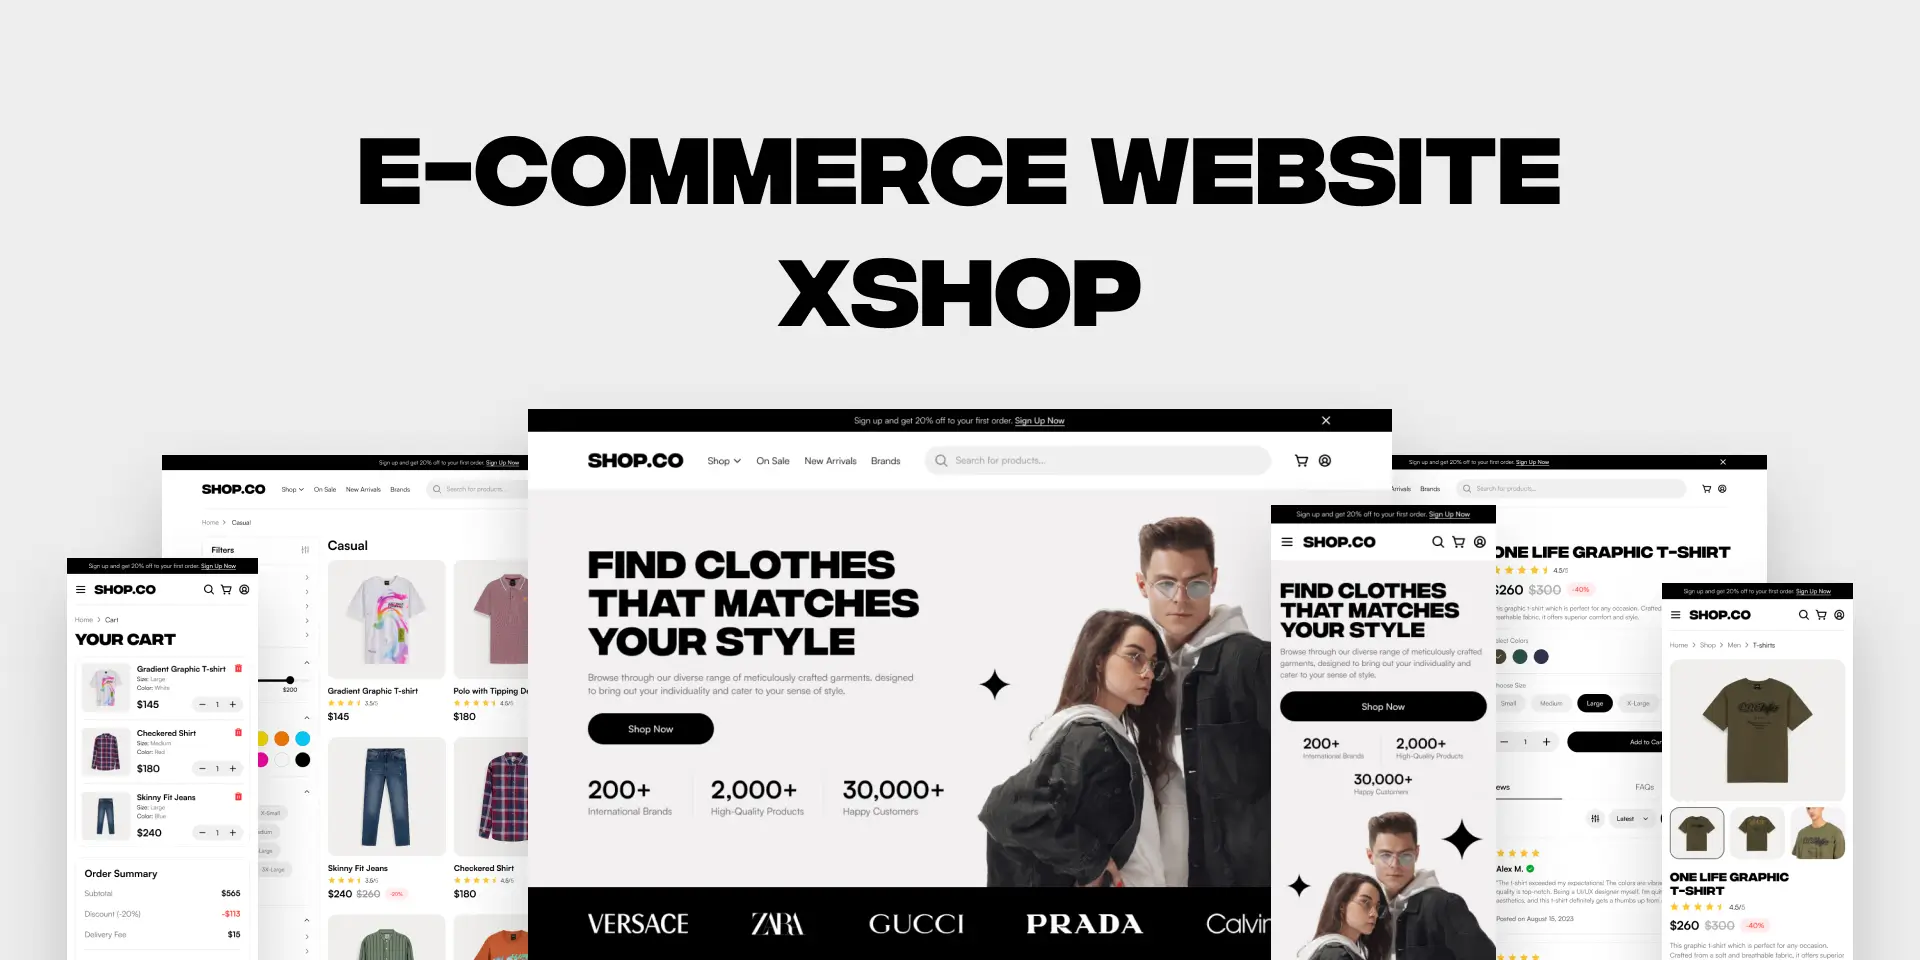 E-COMMERCE WEBSITE
XSHOP
Sign up and get 20% off to your first order. Sign Up Now
SHOP.CO
Shop
On Sale
New Arrivals
Brands
Search for products...
FIND CLOTHES
THAT MATCHES
YOUR STYLE
Browse through our diverse range of meticulously crafted garments, designed
to bring out your individuality and cater to your sense of style.
Shop Now
200+
International Brands
2,000+
High-Quality Products
30,000+
Happy Customers
VERSACE
ZARA
GUCCI
PRADA
Calvin
Sign up and get 20% off to your first order. Sign Up Now
SHOP.CO
Shop
On Sale
New Arrivals
Brands
Search for products...
Home > Casual
Filters
$200
X-Small
Casual
Gradient Graphic T-shirt
3.5/5
$145
Polo with Tipping De
4.5/5
$180
Skinny Fit Jeans
3.5/5
$240 $260 -20%
Checkered Shirt
4.5/5
$180
Sign up and get 20% off to your first order. Sign Up Now
SHOP.CO
Home > Cart
YOUR CART
Gradient Graphic T-shirt
Size: Large
Color: White
$145
1
Checkered Shirt
Size: Medium
Color: Red
$180
1
Skinny Fit Jeans
Size: Large
Color: Blue
$240
1
Order Summary
Subtotal $565
Discount (-20%) -$113
Delivery Fee $15
Sign up and get 20% off to your first order. Sign Up Now
SHOP.CO
FIND CLOTHES
THAT MATCHES
YOUR STYLE
Browse through our diverse range of meticulously crafted
garments, designed to bring out your individuality and
cater to your sense of style.
Shop Now
200+
International Brands
2,000+
High-Quality Products
30,000+
Happy Customers
Sign up and get 20% off to your first order. Sign Up Now
Arrivals
Brands
Search for products...
ONE LIFE GRAPHIC T-SHIRT
4.5/5
$260 $300 -40%
graphic t-shirt which is perfect for any occasion. Crafted
breathable fabric, it offers superior comfort and style.
Select Colors
Choose Size
Small
Medium
Large
X-Large
1
Add to Car
FAQs
Latest
Alex M.
"The t-shirt exceeded my expectations! The colors are vibra
quality is top-notch. Being a UI/UX designer myself, I'm quit
aesthetics, and this t-shirt definitely gets a thumbs up from
Posted on August 15, 2023
Sign up and get 20% off to your first order. Sign Up Now
SHOP.CO
Home > Shop > Men > T-shirts
ONE LIFE GRAPHIC
T-SHIRT
4.5/5
$260 $300 -40%
This graphic t-shirt which is perfect for any occasion.
Crafted from a soft and breathable fabric, it offers superior